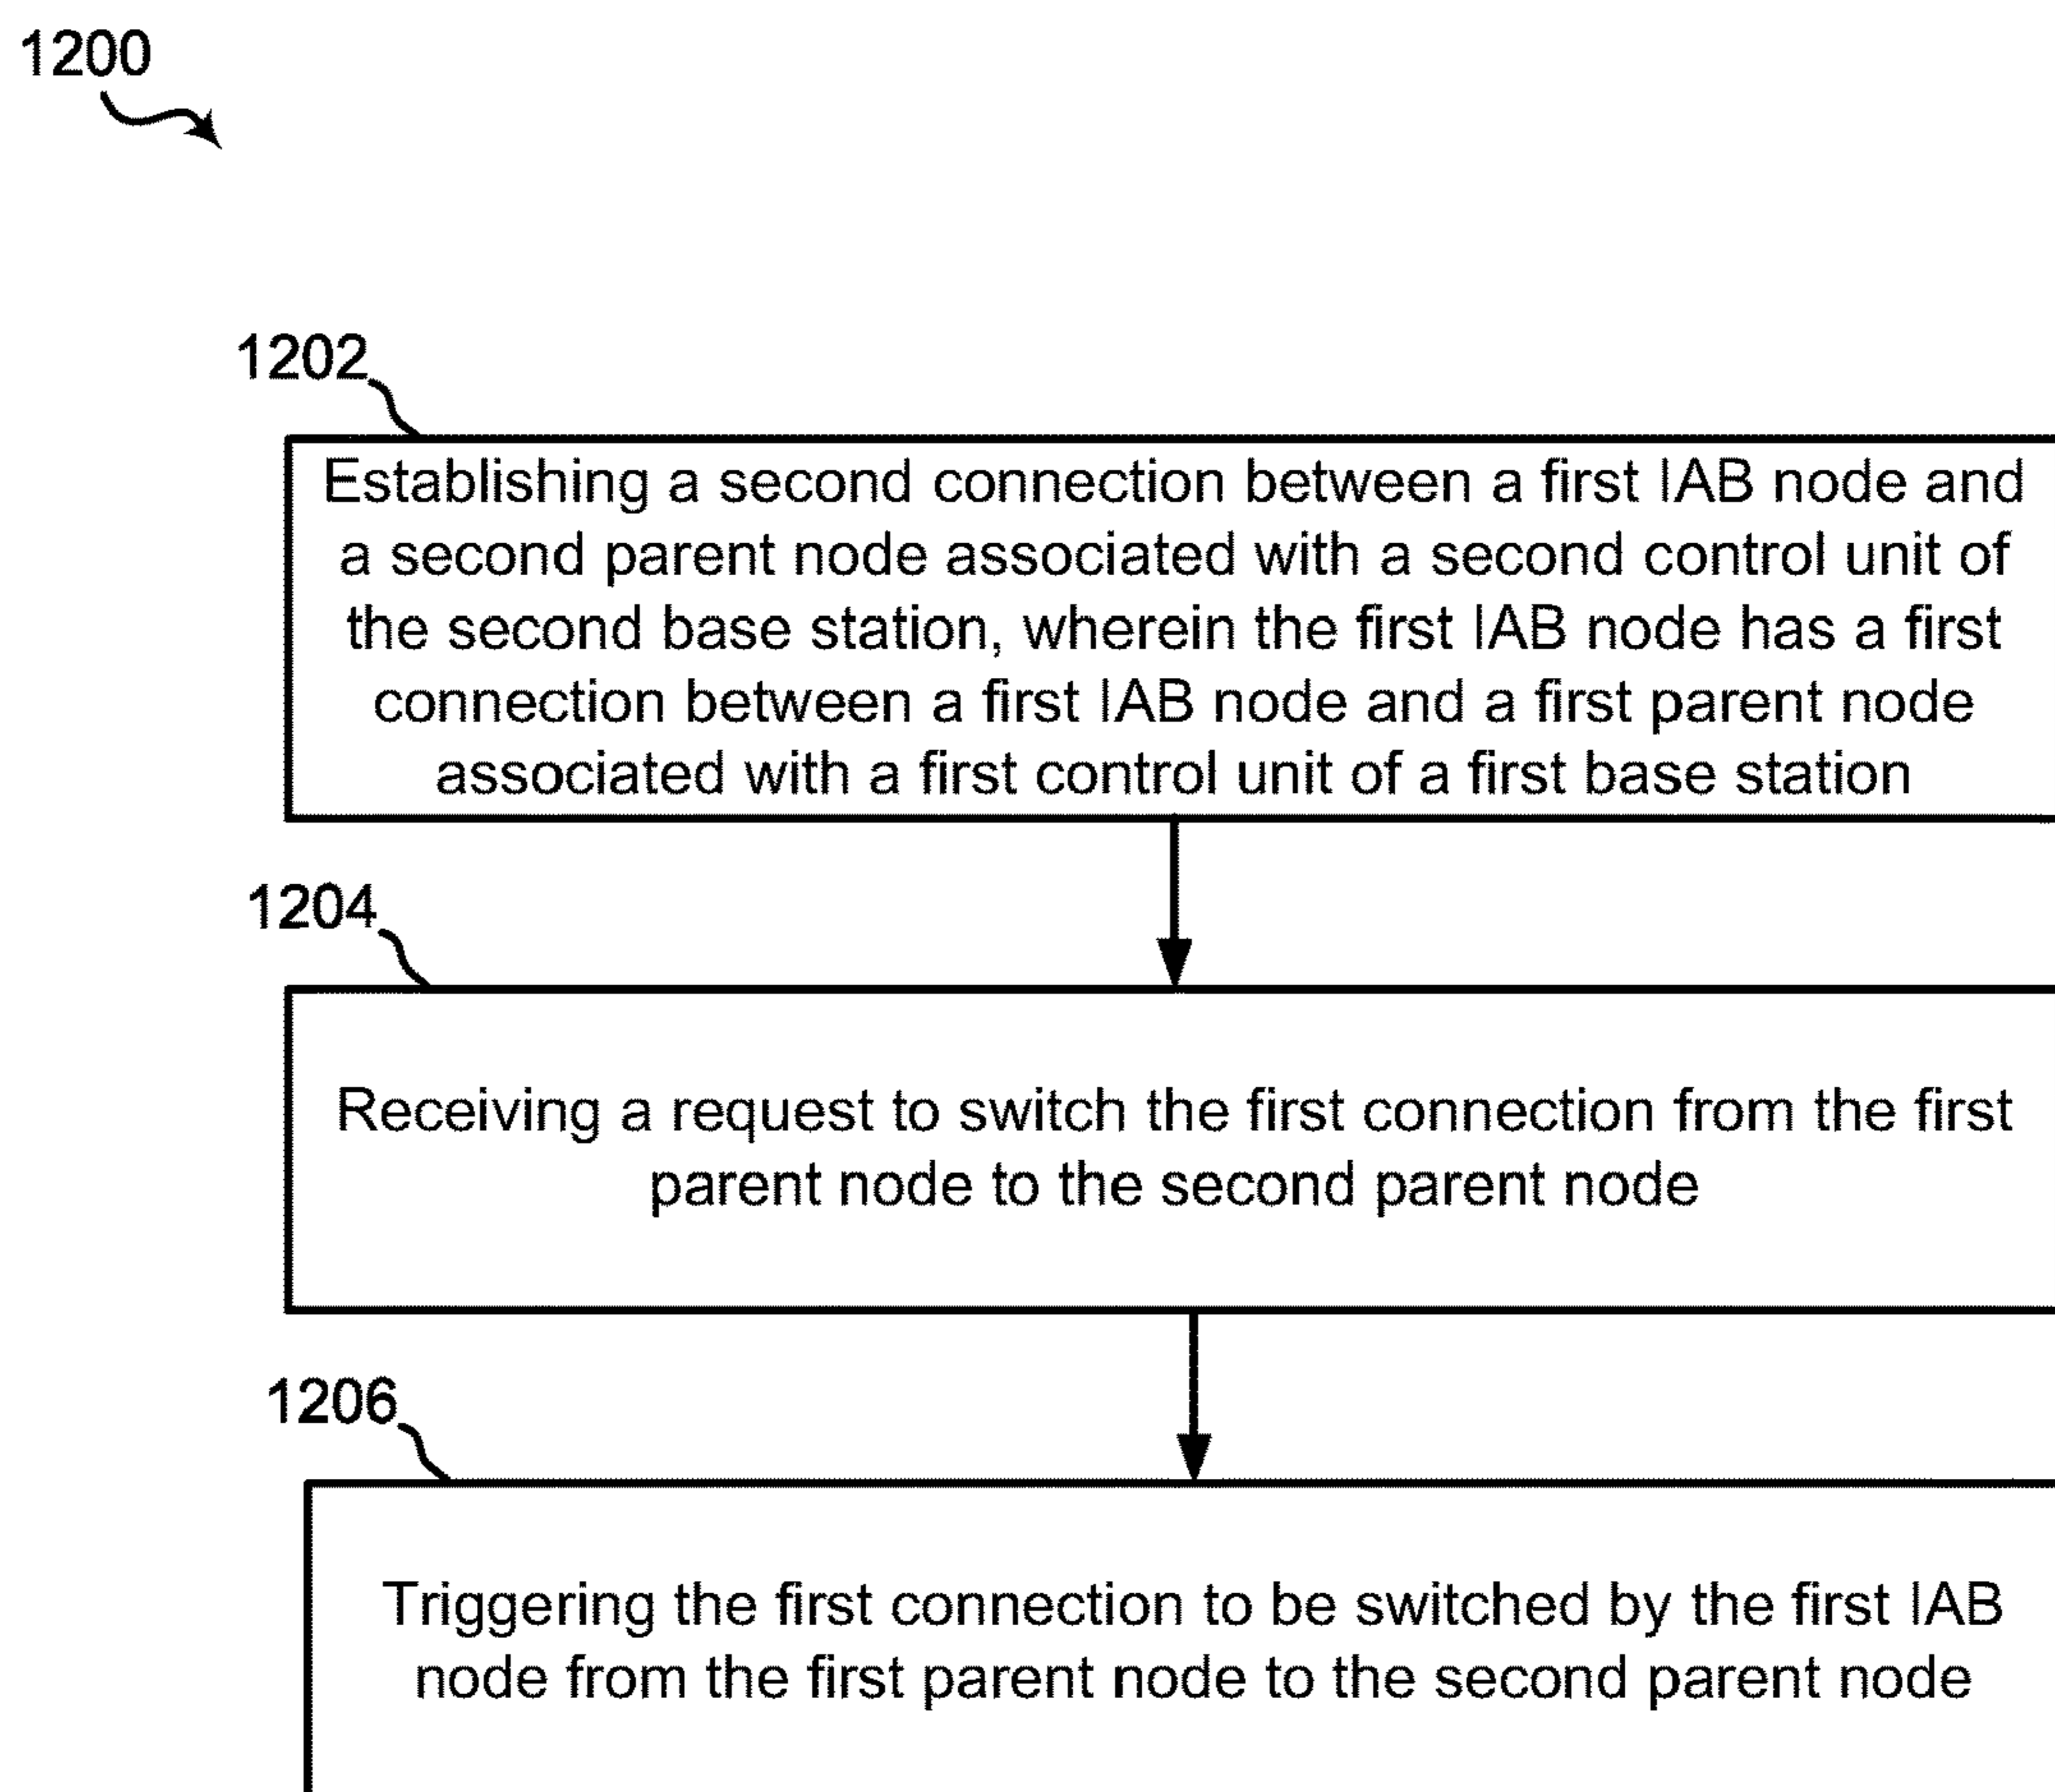 1200
1202
Establishing a second connection between a first IAB node and
a second parent node associated with a second control unit of
the second base station, wherein the first IAB node has a first
connection between a first IAB node and a first parent node
associated with a first control unit of a first base station
1204
Receiving a request to switch the first connection from the first
parent node to the second parent node
1206
Triggering the first connection to be switched by the first IAB
node from the first parent node to the second parent node